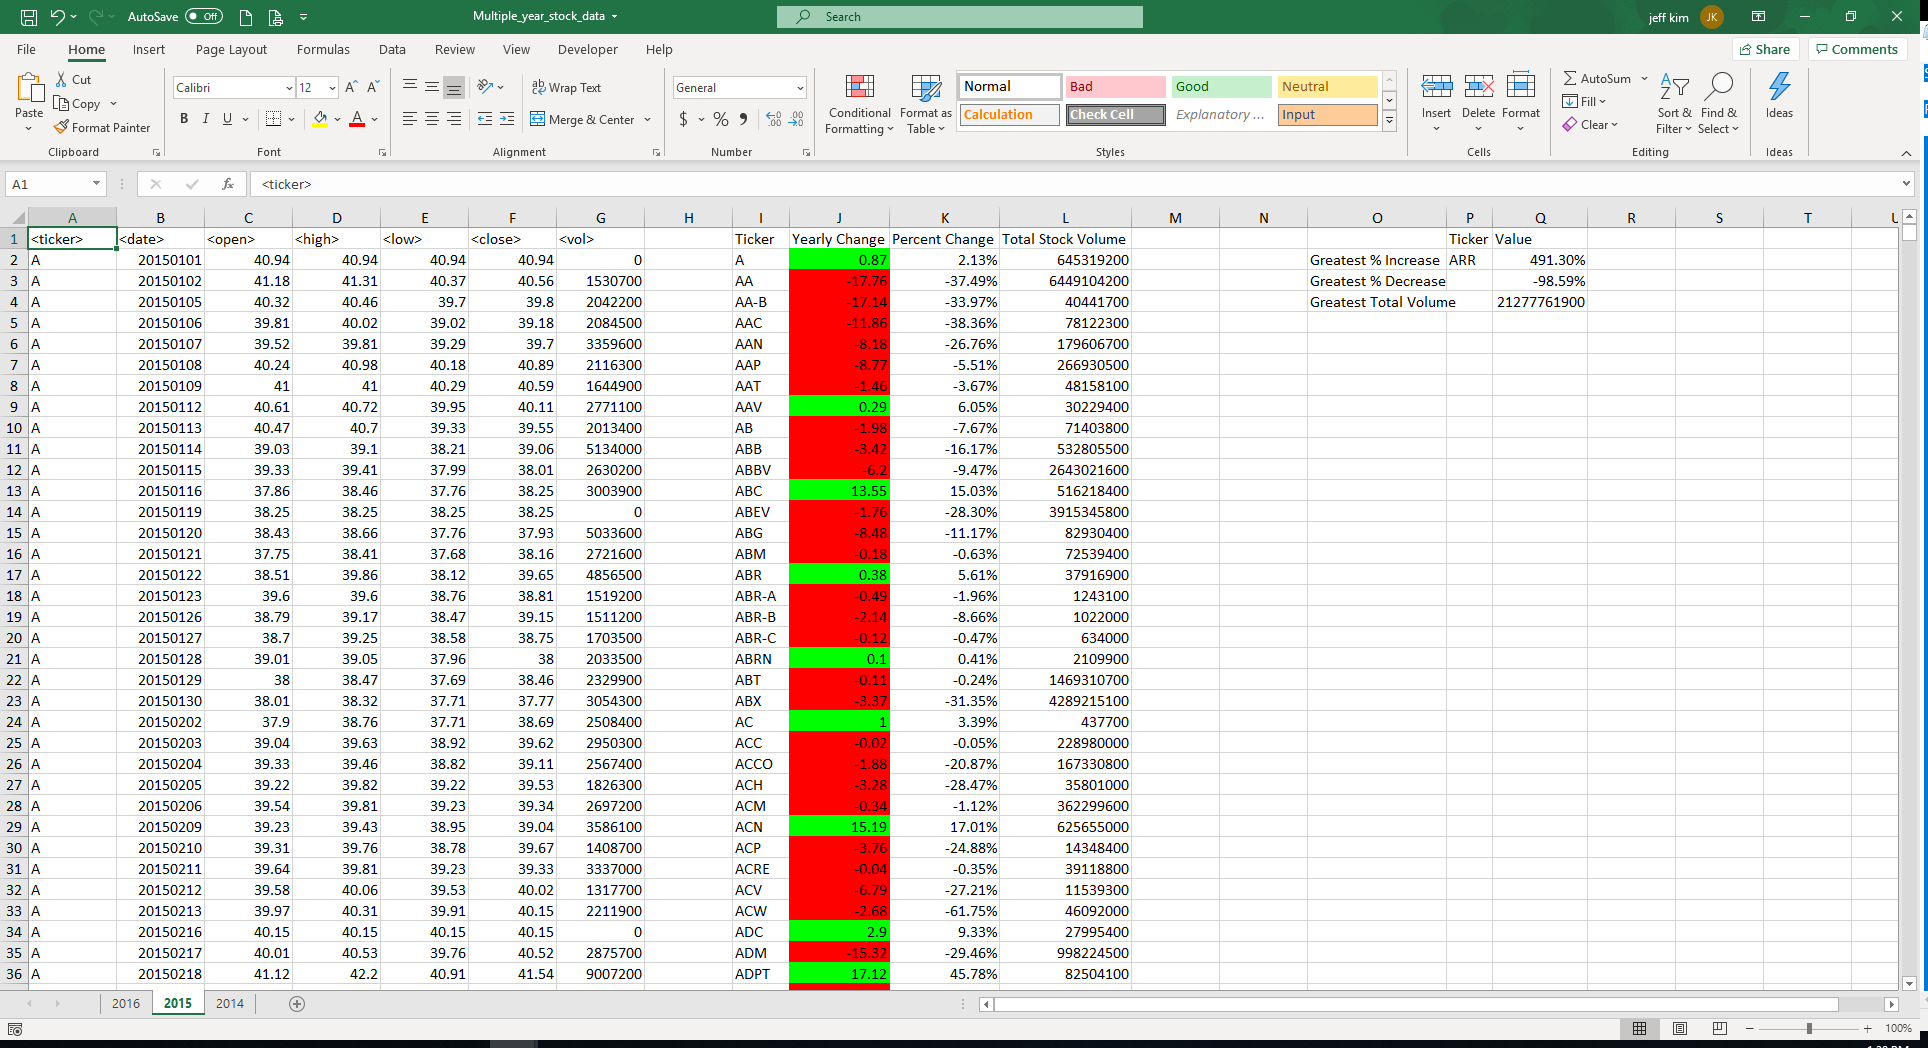 AutoSave Off Multiple_year_stock_data Search jeff kim JK
File Home Insert Page Layout Formulas Data Review View Developer Help Share Comments
Cut
Copy
Format Painter
Paste
Clipboard
Calibri 12
B I U
Font
Wrap Text
Merge & Center
Alignment
General
$ % 9
Number
Conditional Formatting
Format as Table
Normal Bad Good Neutral
Calculation Check Cell Explanatory ... Input
Styles
Insert Delete Format
Cells
AutoSum
Fill
Clear
Sort & Filter
Find & Select
Editing
Ideas
Ideas
A1 fx <ticker>
A B C D E F G H I J K L M N O P Q R S T U
1 <ticker> <date> <open> <high> <low> <close> <vol> Ticker Yearly Change Percent Change Total Stock Volume Ticker Value
2 A 20150101 40.94 40.94 40.94 40.94 0 A 0.87 2.13% 645319200 Greatest % Increase ARR 491.30%
3 A 20150102 41.18 41.31 40.37 40.56 1530700 AA -17.76 -37.49% 6449104200 Greatest % Decrease -98.59%
4 A 20150105 40.32 40.46 39.7 39.8 2042200 AA-B -17.14 -33.97% 40441700 Greatest Total Volume 21277761900
5 A 20150106 39.81 40.02 39.02 39.18 2084500 AAC -11.86 -38.36% 78122300
6 A 20150107 39.52 39.81 39.29 39.7 3359600 AAN -8.18 -26.76% 179606700
7 A 20150108 40.24 40.98 40.18 40.89 2116300 AAP -8.77 -5.51% 266930500
8 A 20150109 41 41 40.29 40.59 1644900 AAT -1.46 -3.67% 48158100
9 A 20150112 40.61 40.72 39.95 40.11 2771100 AAV 0.29 6.05% 30229400
10 A 20150113 40.47 40.7 39.33 39.55 2013400 AB -1.98 -7.67% 71403800
11 A 20150114 39.03 39.1 38.21 39.06 5134000 ABB -3.42 -16.17% 532805500
12 A 20150115 39.33 39.41 37.99 38.01 2630200 ABBV -6.2 -9.47% 2643021600
13 A 20150116 37.86 38.46 37.76 38.25 3003900 ABC 13.55 15.03% 516218400
14 A 20150119 38.25 38.25 38.25 38.25 0 ABEV -1.76 -28.30% 3915345800
15 A 20150120 38.43 38.66 37.76 37.93 5033600 ABG -8.48 -11.17% 82930400
16 A 20150121 37.75 38.41 37.68 38.16 2721600 ABM -0.18 -0.63% 72539400
17 A 20150122 38.51 39.86 38.12 39.65 4856500 ABR 0.38 5.61% 37916900
18 A 20150123 39.6 39.6 38.76 38.81 1519200 ABR-A -0.49 -1.96% 1243100
19 A 20150126 38.79 39.17 38.47 39.15 1511200 ABR-B -2.14 -8.66% 1022000
20 A 20150127 38.7 39.25 38.58 38.75 1703500 ABR-C -0.12 -0.47% 634000
21 A 20150128 39.01 39.05 37.96 38 2033500 ABRN 0.1 0.41% 2109900
22 A 20150129 38 38.47 37.69 38.46 2329900 ABT -0.11 -0.24% 1469310700
23 A 20150130 38.01 38.32 37.71 37.77 3054300 ABX -3.37 -31.35% 4289215100
24 A 20150202 37.9 38.76 37.71 38.69 2508400 AC 1 3.39% 437700
25 A 20150203 39.04 39.63 38.92 39.62 2950300 ACC -0.02 -0.05% 228980000
26 A 20150204 39.33 39.46 38.82 39.11 2567400 ACCO -1.88 -20.87% 167330800
27 A 20150205 39.22 39.82 39.22 39.53 1826300 ACH -3.28 -28.47% 35801000
28 A 20150206 39.54 39.81 39.23 39.34 2697200 ACM -0.34 -1.12% 362299600
29 A 20150209 39.23 39.43 38.95 39.04 3586100 ACN 15.19 17.01% 625655000
30 A 20150210 39.31 39.76 38.78 39.67 1408700 ACP -3.76 -24.88% 14348400
31 A 20150211 39.64 39.81 39.23 39.33 3337000 ACRE -0.04 -0.35% 39118800
32 A 20150212 39.58 40.06 39.53 40.02 1317700 ACV -6.79 -27.21% 11539300
33 A 20150213 39.97 40.31 39.91 40.15 2211900 ACW -2.68 -61.75% 46092000
34 A 20150216 40.15 40.15 40.15 40.15 0 ADC 2.9 9.33% 27995400
35 A 20150217 40.01 40.53 39.76 40.52 2875700 ADM -15.32 -29.46% 998224500
36 A 20150218 41.12 42.2 40.91 41.54 9007200 ADPT 17.12 45.78% 82504100
2016 2015 2014
100%